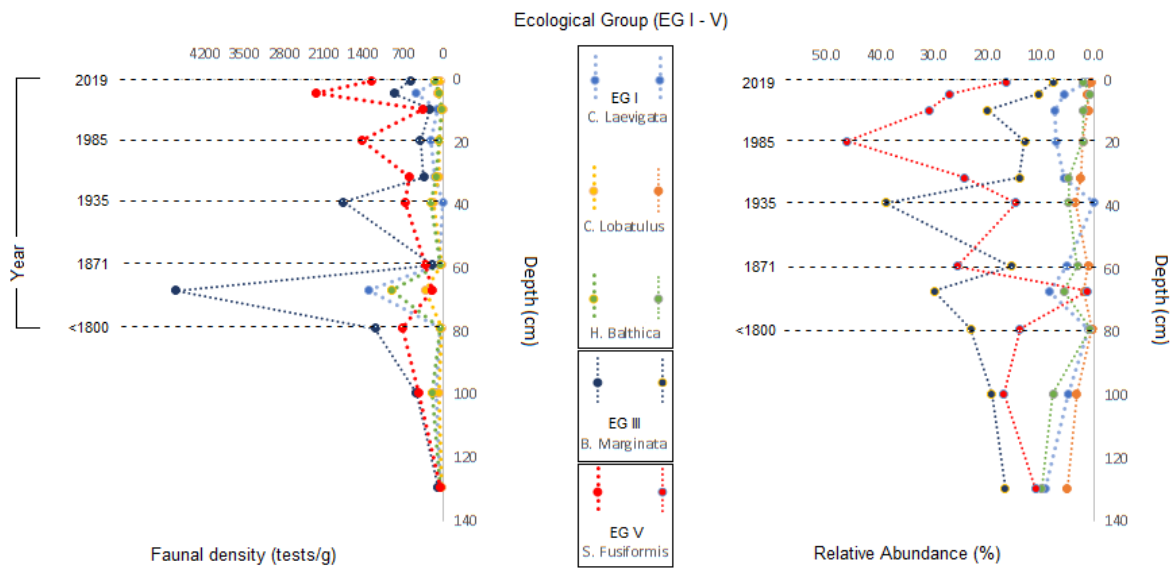 Ecological Group (EG I - V)
4200 3500 2800 2100 1400 700 0
50.0 40.0 30.0 20.0 10.0 0.0
Year
2019
1985
1935
1871
<1800
0
20
40
60
80
100
120
140
Depth (cm)
Faunal density (tests/g)
EG I
C. Laevigata
C. Lobatulus
H. Balthica
EG III
B. Marginata
EG V
S. Fusiformis
2019
1985
1935
1871
<1800
0
20
40
60
80
100
120
140
Depth (cm)
Relative Abundance (%)